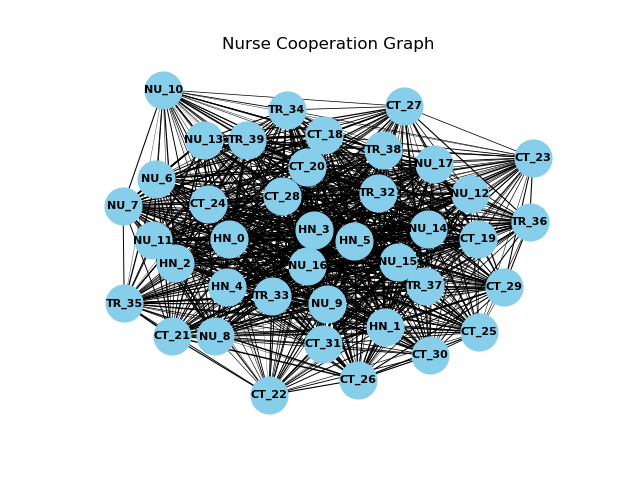 Nurse Cooperation Graph
NU_10
TR_34
CT_27
NU_13
TR_39
CT_18
TR_38
CT_20
NU_17
CT_23
NU_6
CT_28
TR_32
NU_12
NU_7
CT_24
TR_36
HN_3
NU_14
NU_11
HN_0
HN_5
CT_19
HN_2
NU_16
NU_15
HN_4
TR_37
CT_29
TR_35
TR_33
NU_9
CT_21
NU_8
HN_1
CT_25
CT_31
CT_30
CT_22
CT_26